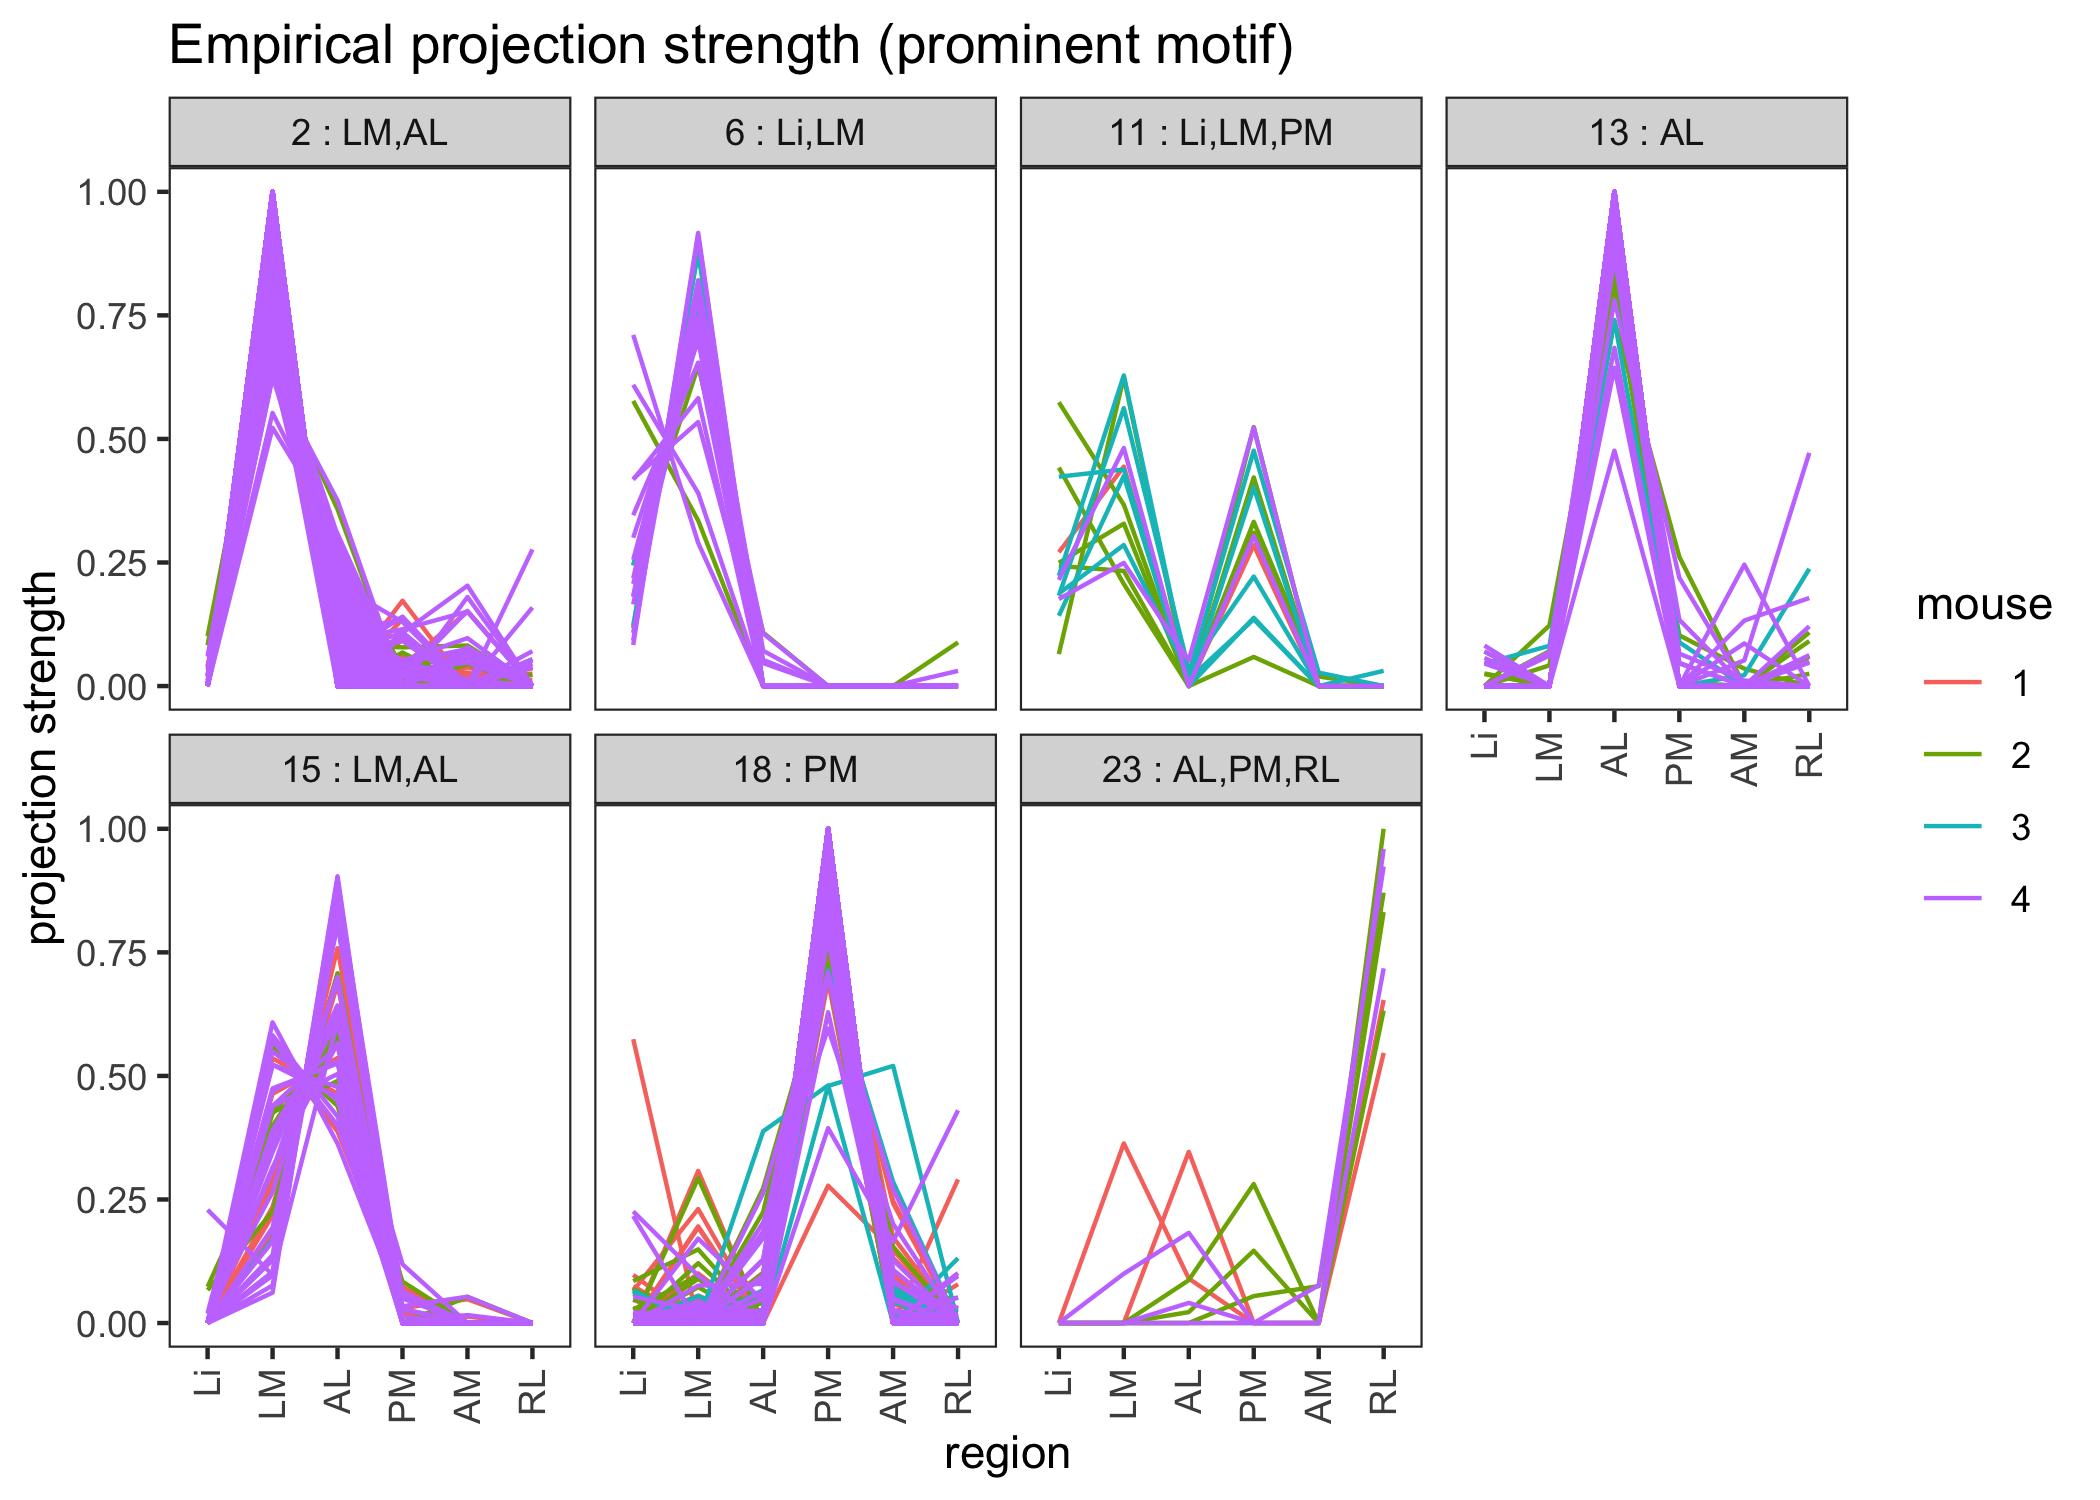 Empirical projection strength (prominent motif)
2 : LM,AL
6 : Li,LM
11 : Li,LM,PM
13 : AL
1.00
0.75
0.50
0.25
0.00
Li
LM
AL
PM
AM
RL
15 : LM,AL
18 : PM
23 : AL,PM,RL
1.00
0.75
0.50
0.25
0.00
Li
LM
AL
PM
AM
RL
Li
LM
AL
PM
AM
RL
Li
LM
AL
PM
AM
RL
region
projection strength
mouse
1
2
3
4